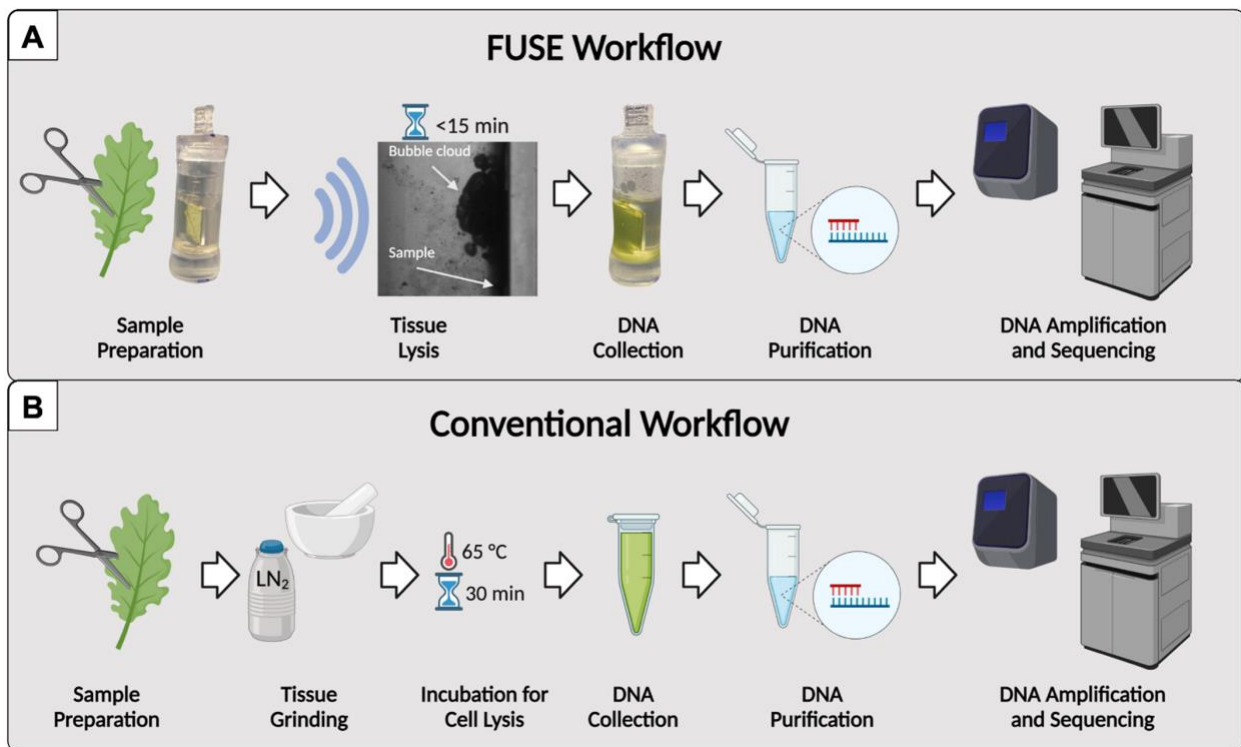 A
FUSE Workflow
<15 min
Bubble cloud
Sample
Sample
Preparation
Tissue
Lysis
DNA
Collection
DNA
Purification
DNA Amplification
and Sequencing
B
Conventional Workflow
LN₂
65 °C
30 min
Sample
Preparation
Tissue
Grinding
Incubation for
Cell Lysis
DNA
Collection
DNA
Purification
DNA Amplification
and Sequencing